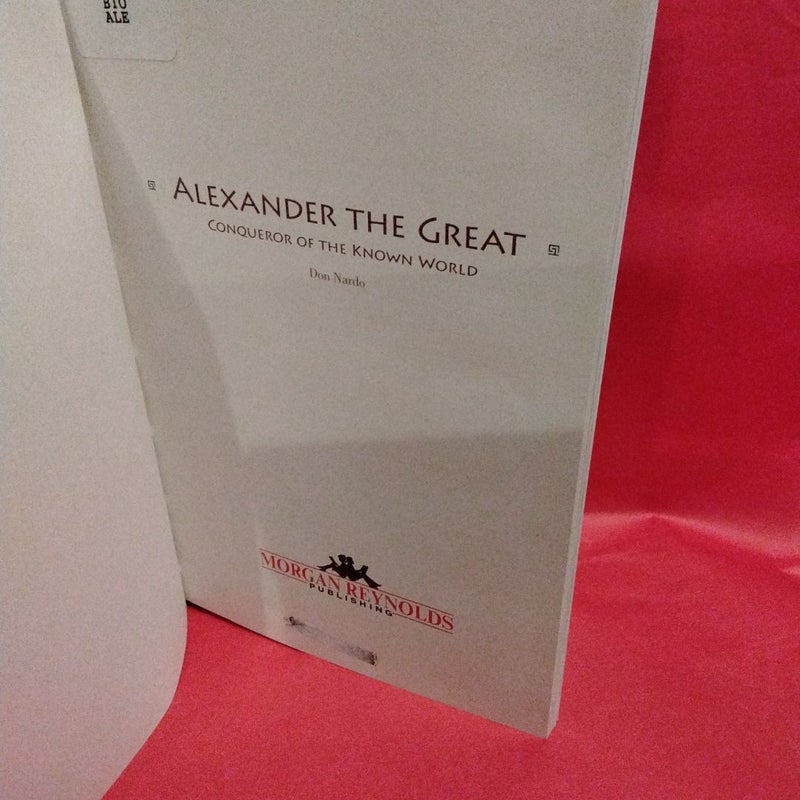 BIO
ALE
ALEXANDER THE GREAT
CONQUEROR OF THE KNOWN WORLD
Don Nardo
MORGAN REYNOLDS
PUBLISHING